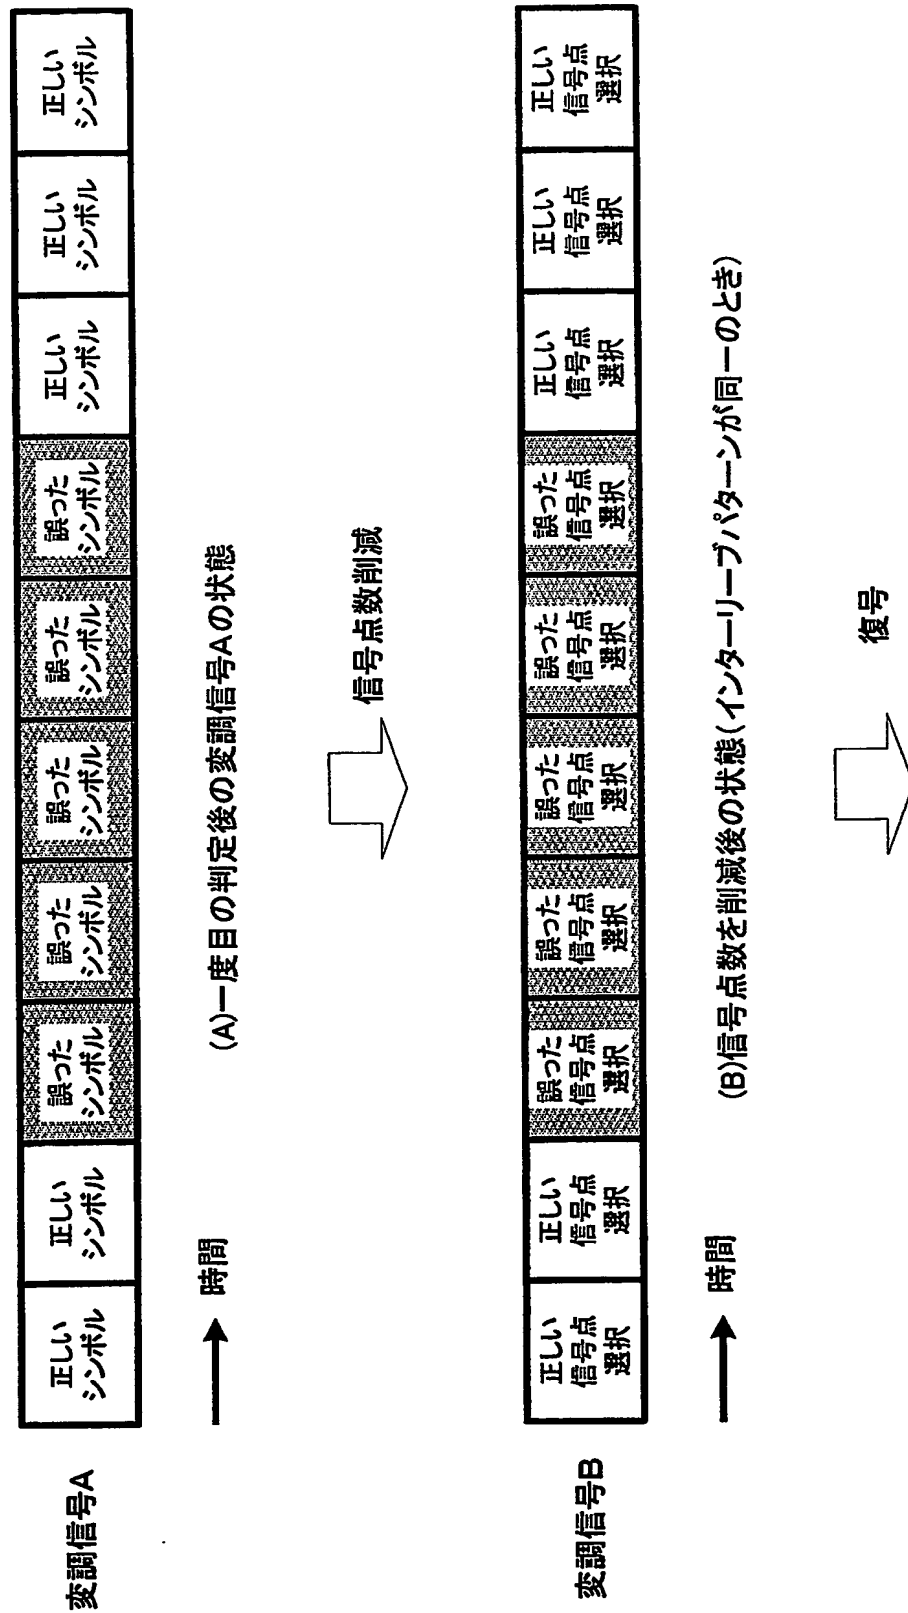 変調信号A
正しい
シンボル
正しい
シンボル
誤った
シンボル
誤った
シンボル
誤った
シンボル
誤った
シンボル
誤った
シンボル
正しい
シンボル
正しい
シンボル
正しい
シンボル
時間
(A)一度目の判定後の変調信号Aの状態
信号点数削減
変調信号B
正しい
信号点
選択
正しい
信号点
選択
誤った
信号点
選択
誤った
信号点
選択
誤った
信号点
選択
誤った
信号点
選択
誤った
信号点
選択
正しい
信号点
選択
正しい
信号点
選択
正しい
信号点
選択
時間
(B)信号点数を削減後の状態(インターリーブパターンが同一のとき)
復号